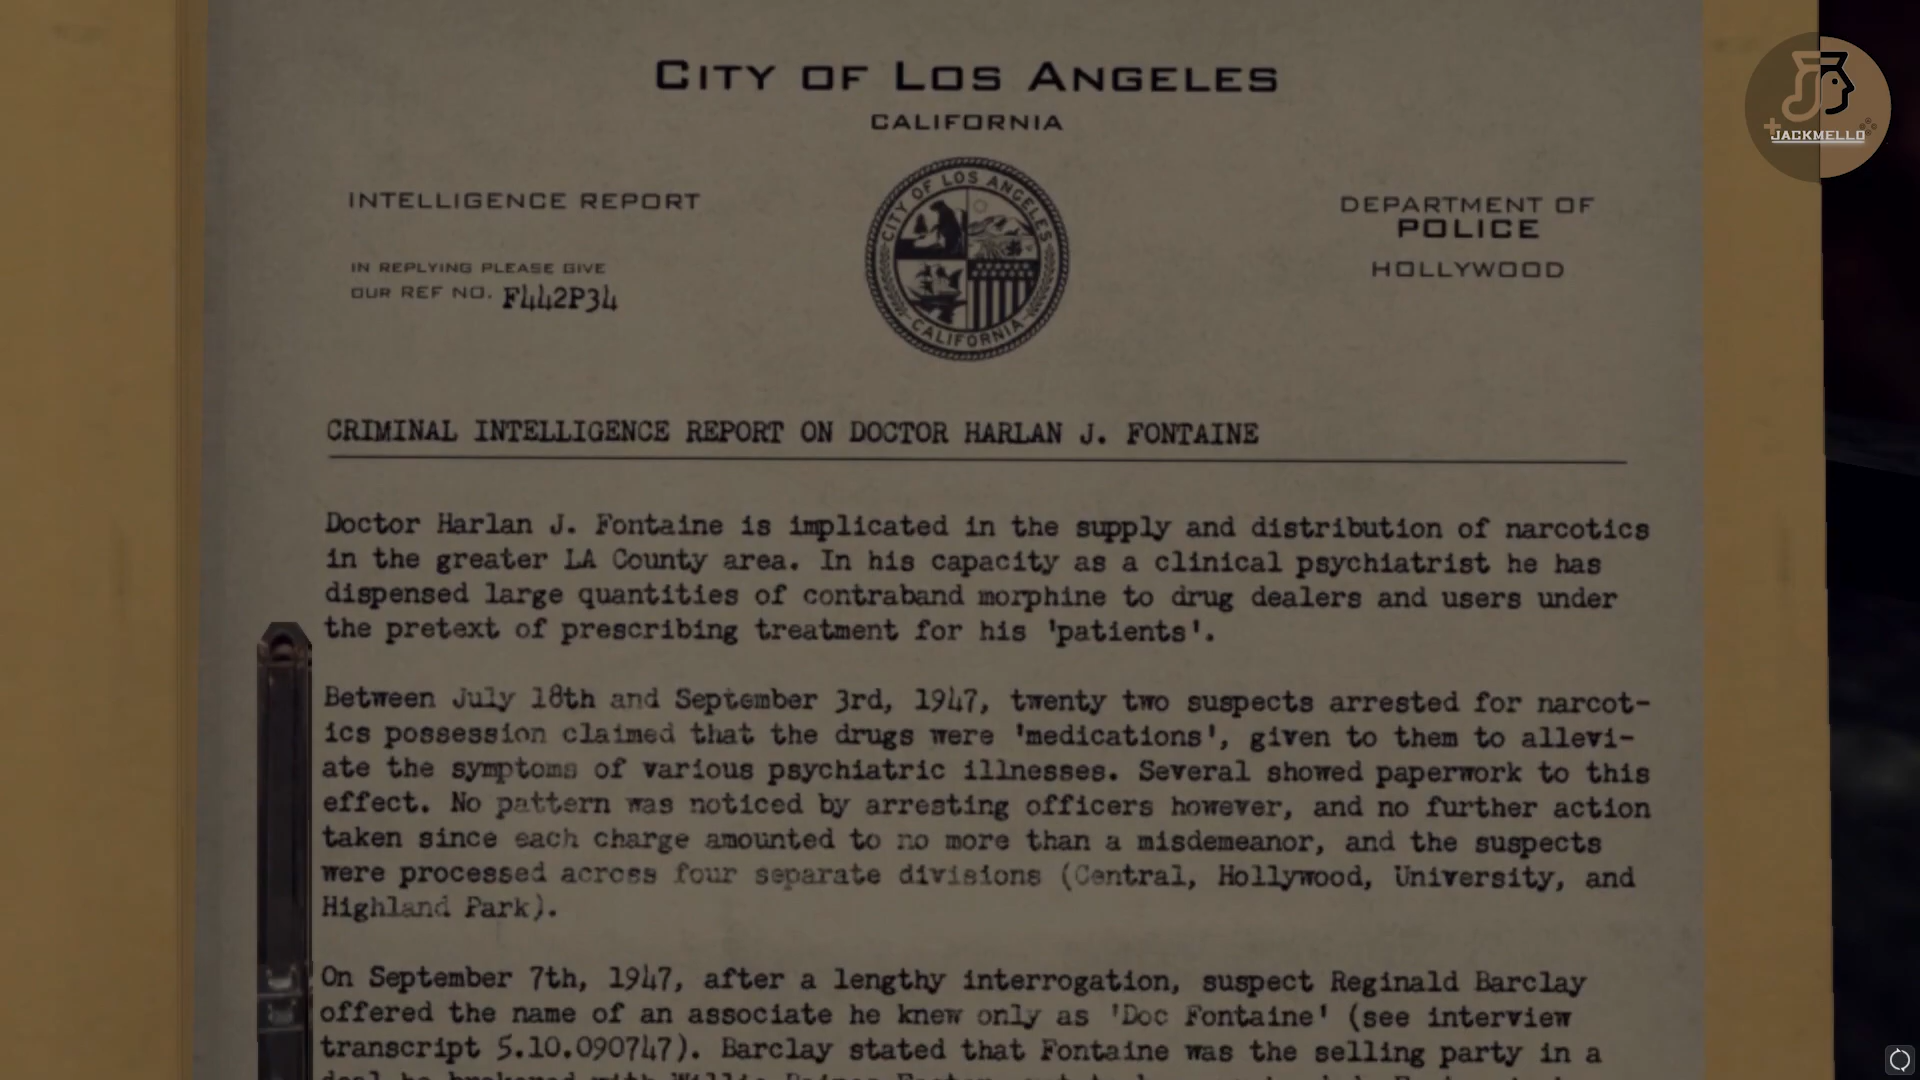 CITY OF LOS ANGELES
CALIFORNIA
INTELLIGENCE REPORT
IN REPLYING PLEASE GIVE
OUR REF NO. F442P34
CITY OF LOS ANGELES
CALIFORNIA
DEPARTMENT OF
POLICE
HOLLYWOOD
JACKMELLO
CRIMINAL INTELLIGENCE REPORT ON DOCTOR HARLAN J. FONTAINE
Doctor Harlan J. Fontaine is implicated in the supply and distribution of narcotics
in the greater LA County area. In his capacity as a clinical psychiatrist he has
dispensed large quantities of contraband morphine to drug dealers and users under
the pretext of prescribing treatment for his 'patients'.
Between July 18th and September 3rd, 1947, twenty two suspects arrested for narcot-
ics possession claimed that the drugs were 'medications', given to them to allevi-
ate the symptoms of various psychiatric illnesses. Several showed paperwork to this
effect. No pattern was noticed by arresting officers however, and no further action
taken since each charge amounted to no more than a misdemeanor, and the suspects
were processed across four separate divisions (Central, Hollywood, University, and
Highland Park).
On September 7th, 1947, after a lengthy interrogation, suspect Reginald Barclay
offered the name of an associate he knew only as 'Doc Fontaine' (see interview
transcript 5.10.090747). Barclay stated that Fontaine was the selling party in a